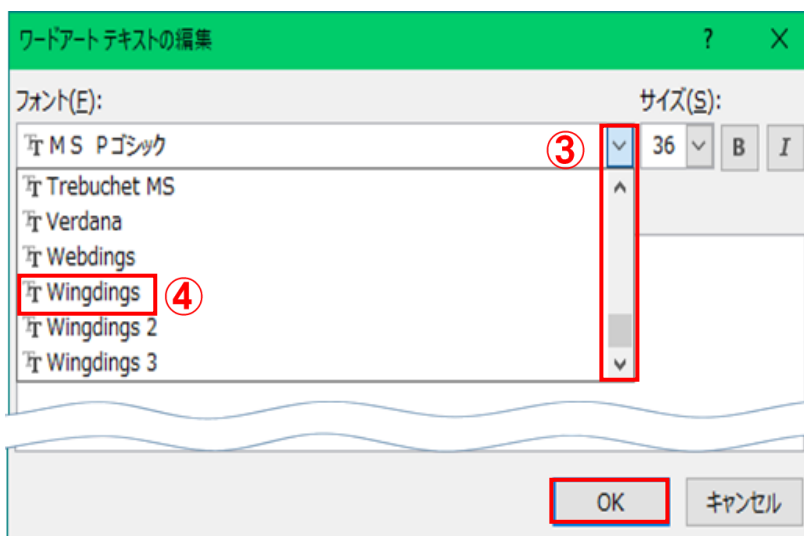 ワードアート テキストの編集 ? ×
フォント(F): サイズ(S):
MS Pゴシック ③ 36 B I
Trebuchet MS
Verdana
Webdings
Wingdings ④
Wingdings 2
Wingdings 3
OK キャンセル